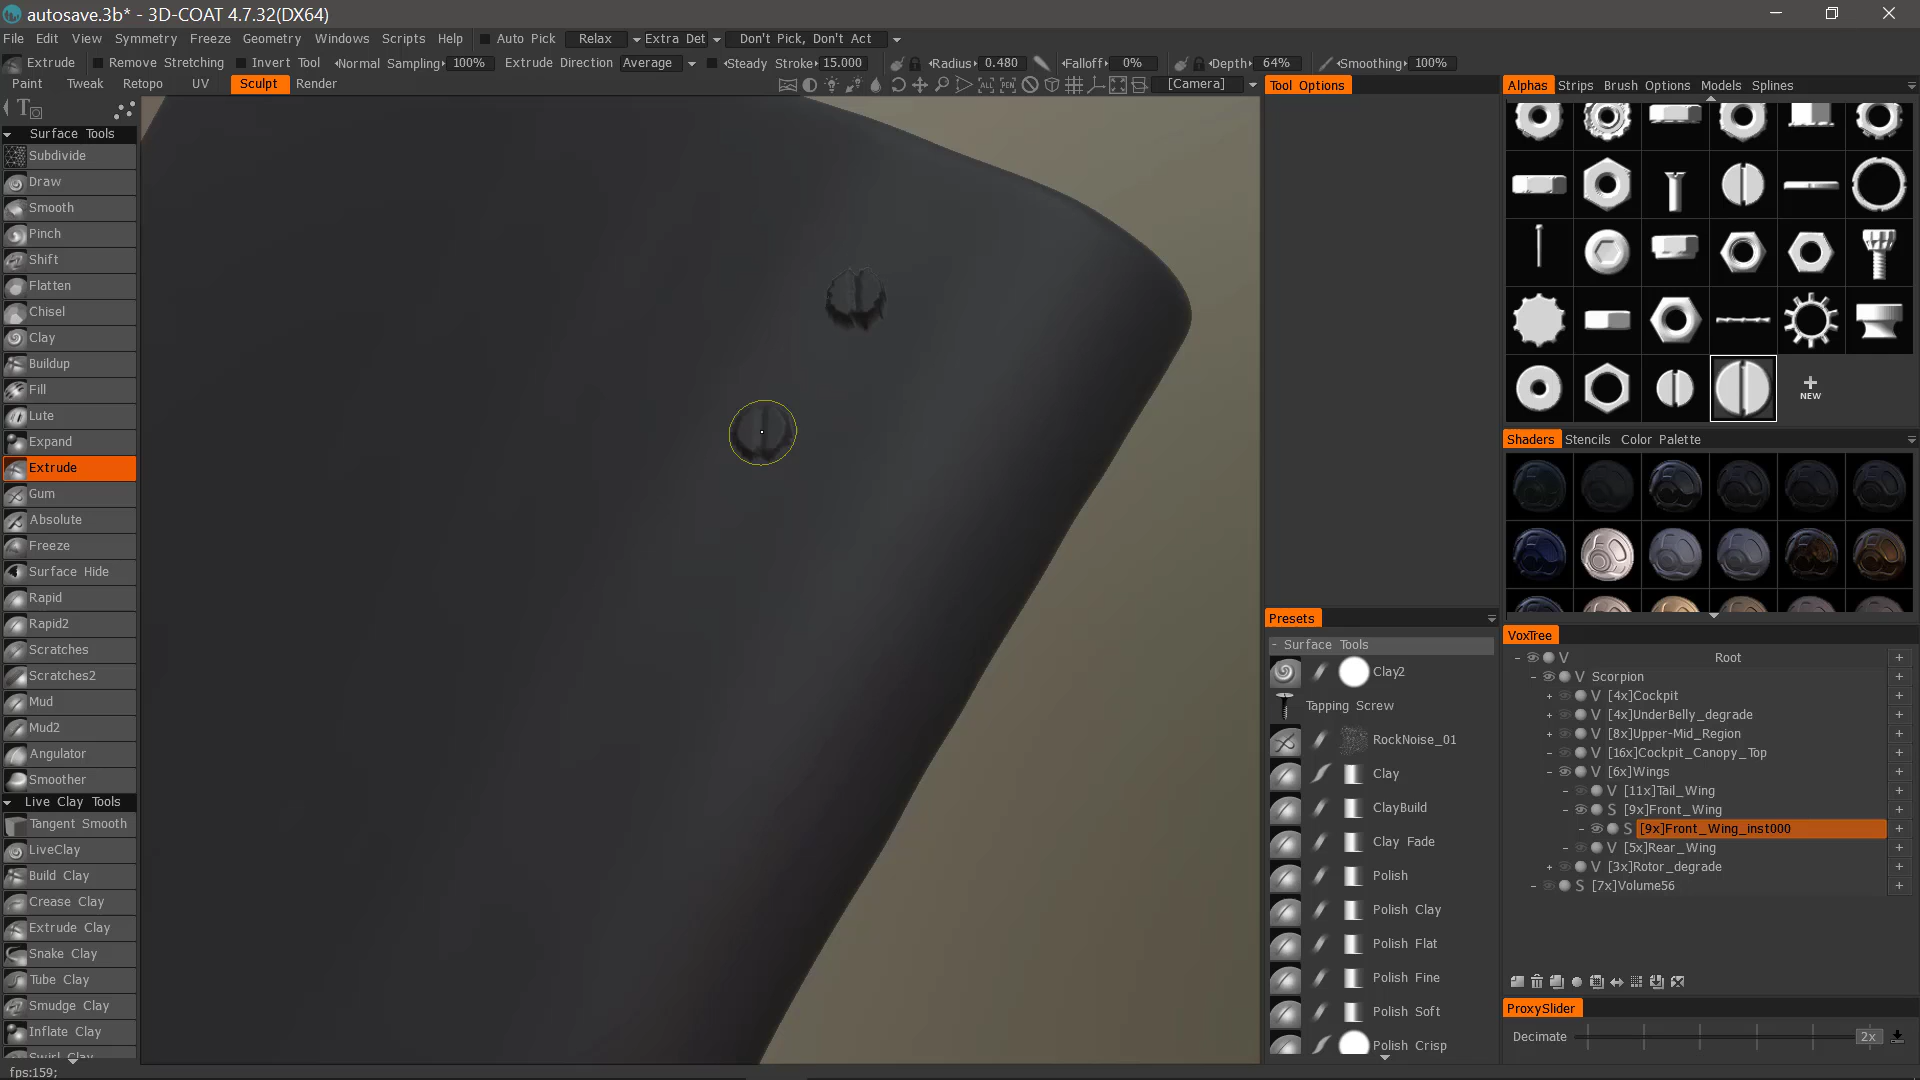 autosave.3b* - 3D-COAT 4.7.32(DX64)
File Edit View Symmetry Freeze Geometry Windows Scripts Help Auto Pick Relax Extra Det Don't Pick, Don't Act
Extrude Remove Stretching Invert Tool Normal Sampling 100% Extrude Direction Average Steady Stroke 15.000 Radius 0.480 Falloff 0% Depth 64% Smoothing 100%
Paint Tweak Retopo UV Sculpt Render [Camera]
Surface Tools
Subdivide
Draw
Smooth
Pinch
Shift
Flatten
Chisel
Clay
Buildup
Fill
Lute
Expand
Extrude
Gum
Absolute
Freeze
Surface Hide
Rapid
Rapid2
Scratches
Scratches2
Mud
Mud2
Angulator
Smoother
Live Clay Tools
Tangent Smooth
LiveClay
Build Clay
Crease Clay
Extrude Clay
Snake Clay
Tube Clay
Smudge Clay
Inflate Clay
Swirl Clay
fps:159;
Tool Options
Presets
- Surface Tools
Clay2
Tapping Screw
RockNoise_01
Clay
ClayBuild
Clay Fade
Polish
Polish Clay
Polish Flat
Polish Fine
Polish Soft
Polish Crisp
Alphas Strips Brush Options Models Splines
+
NEW
Shaders Stencils Color Palette
VoxTree
- V Root +
- V Scorpion +
+ V [4x]Cockpit +
+ V [4x]UnderBelly_degrade +
+ V [8x]Upper-Mid_Region +
- V [16x]Cockpit_Canopy_Top +
- V [6x]Wings +
- V [11x]Tail_Wing +
- S [9x]Front_Wing +
- S [9x]Front_Wing_inst000 +
- V [5x]Rear_Wing +
+ V [3x]Rotor_degrade +
- S [7x]Volume56 +
ProxySlider
Decimate 2x